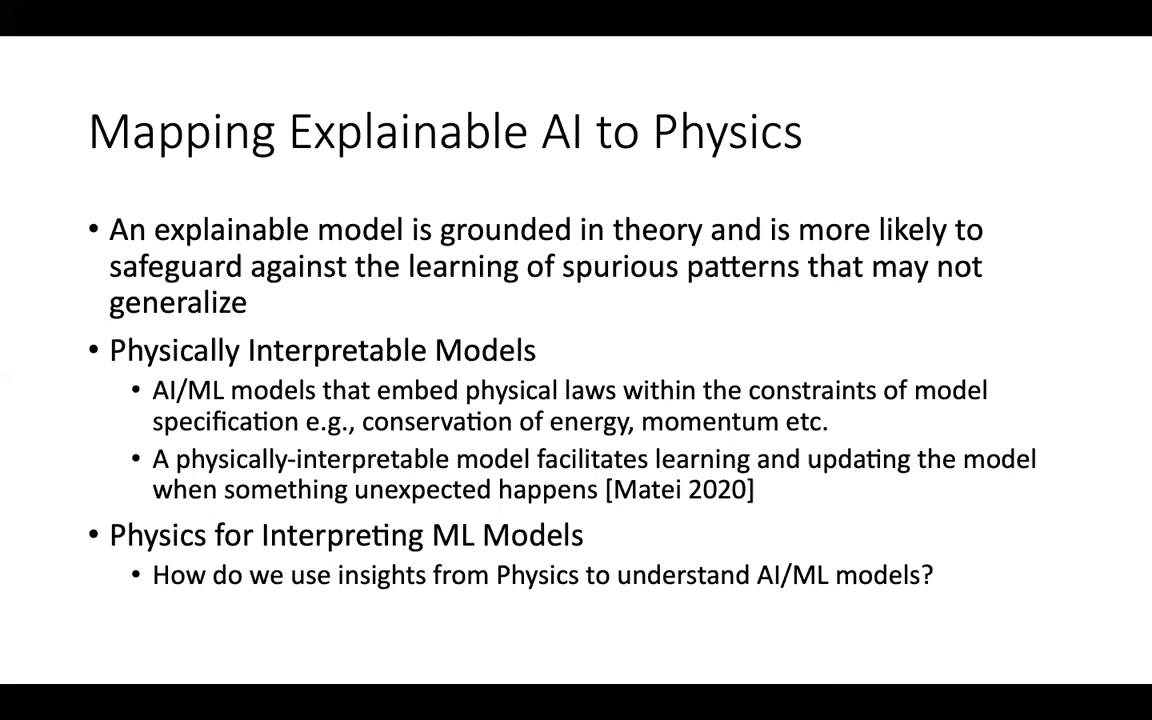 Mapping Explainable AI to Physics
• An explainable model is grounded in theory and is more likely to
safeguard against the learning of spurious patterns that may not
generalize
• Physically Interpretable Models
• AI/ML models that embed physical laws within the constraints of model
specification e.g., conservation of energy, momentum etc.
• A physically-interpretable model facilitates learning and updating the model
when something unexpected happens [Matei 2020]
• Physics for Interpreting ML Models
• How do we use insights from Physics to understand AI/ML models?